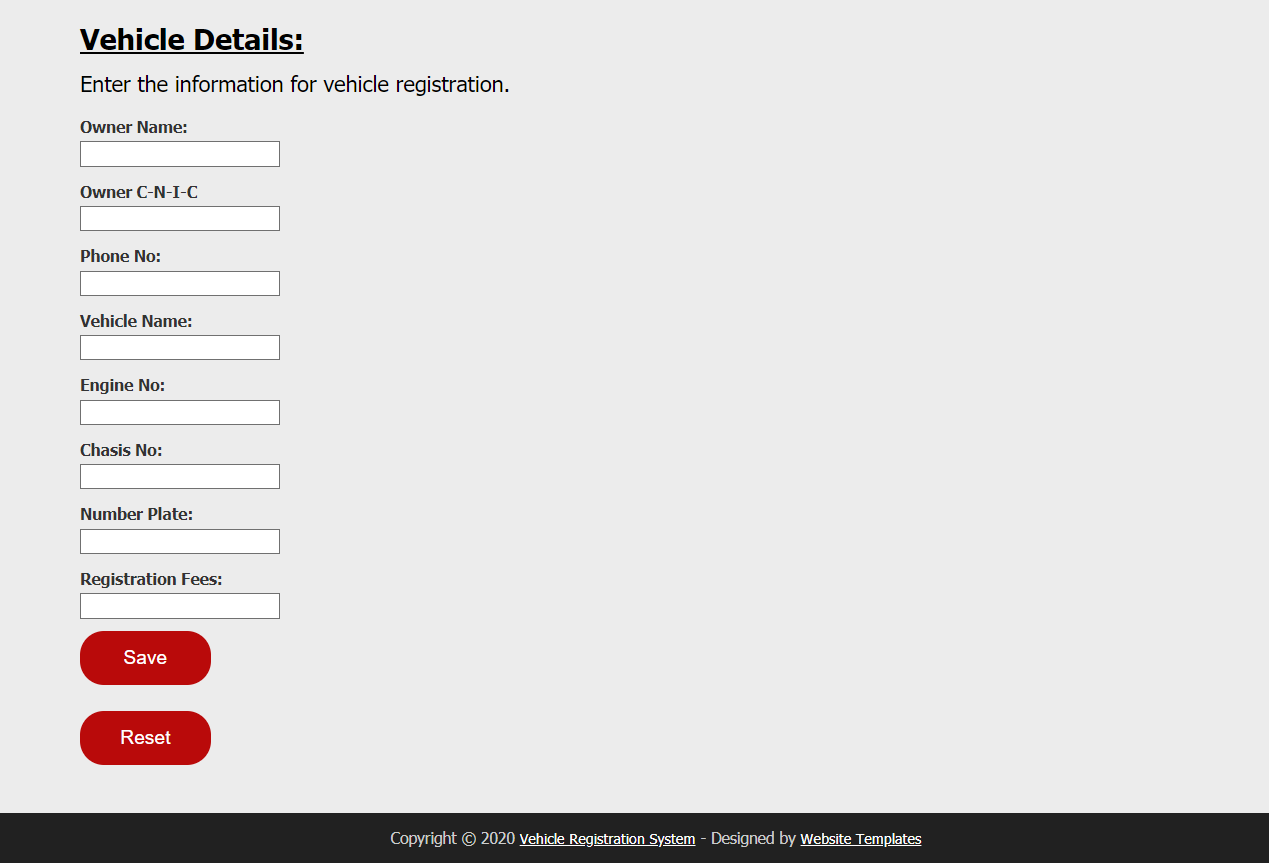 Vehicle Details:
Enter the information for vehicle registration.
Owner Name:
Owner C-N-I-C
Phone No:
Vehicle Name:
Engine No:
Chasis No:
Number Plate:
Registration Fees:
Save
Reset
Copyright © 2020 Vehicle Registration System - Designed by Website Templates